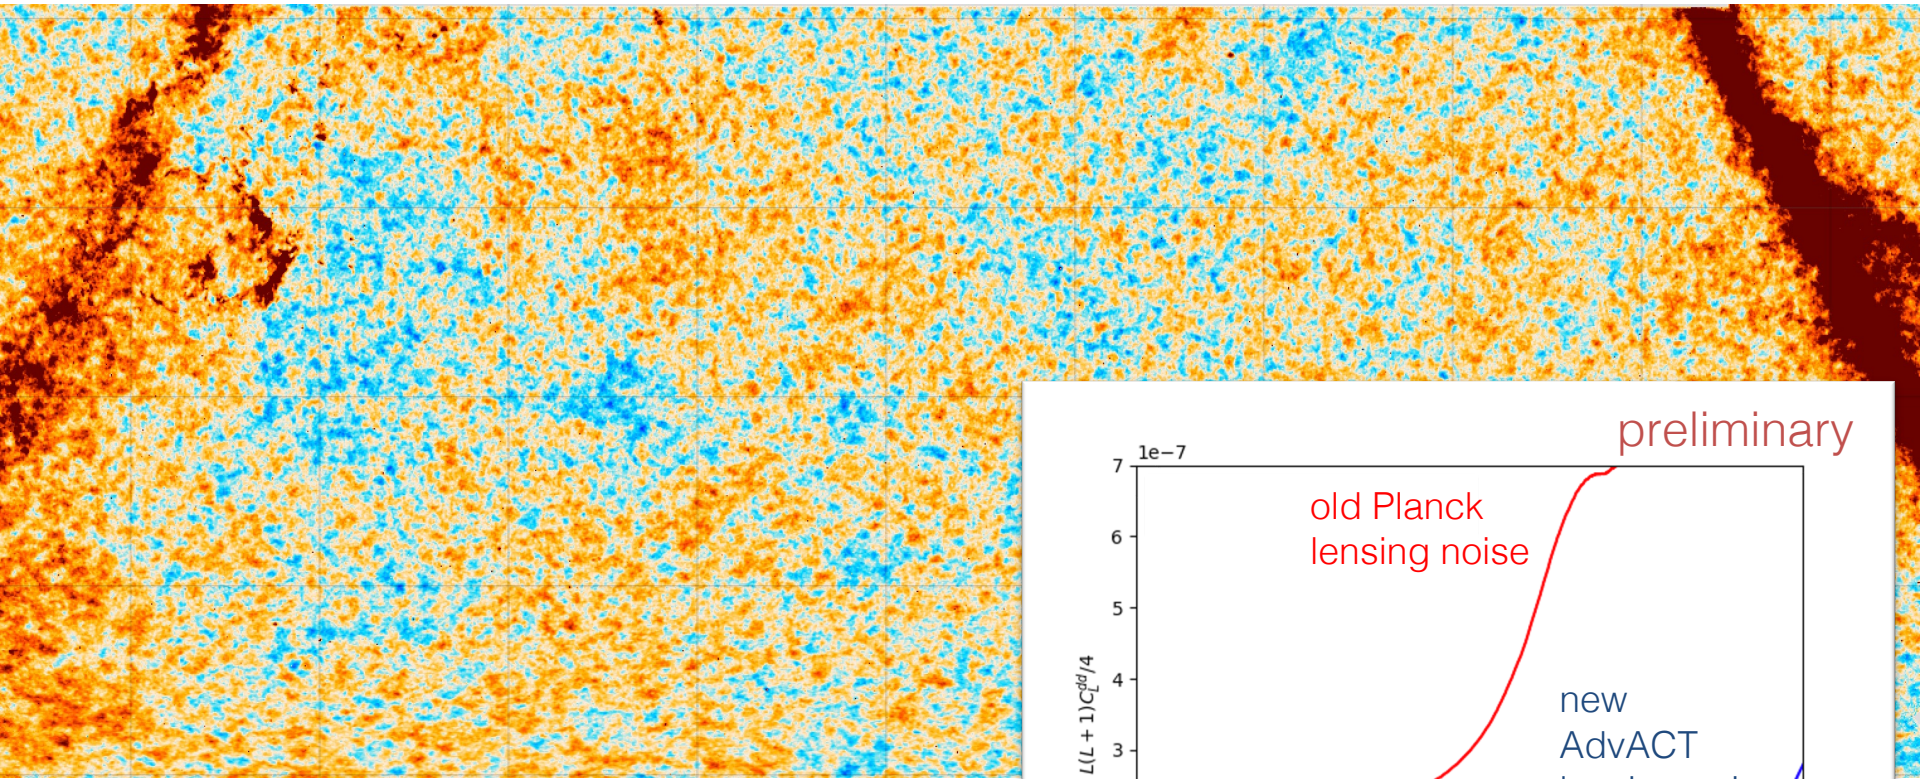 preliminary
1e−7
7
old Planck
lensing noise
6
5
4
new
AdvACT
3
L(L + 1)C_L^{dd}/4